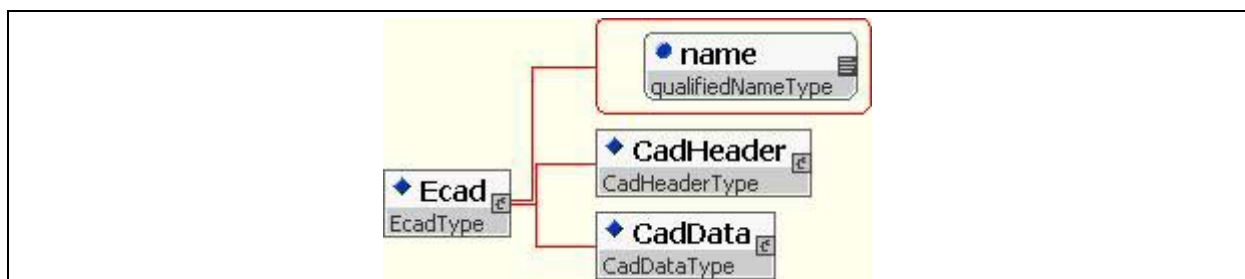 name
qualifiedNameType
CadHeader
CadHeaderType
Ecad
EcadType
CadData
CadDataType